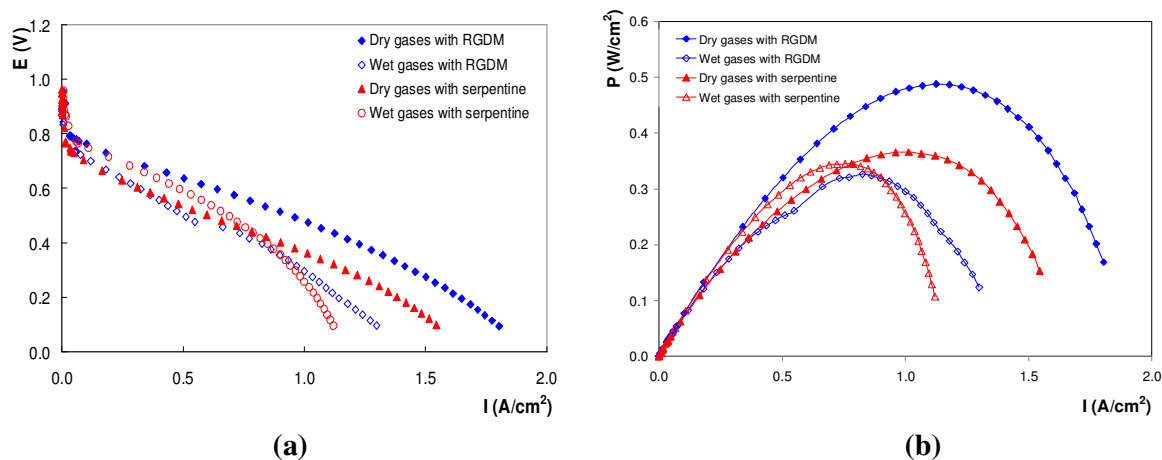 E (V)
1.2
1.0
0.8
0.6
0.4
0.2
0.0
0.0
0.5
1.0
1.5
2.0
I (A/cm²)
Dry gases with RGDM
Wet gases with RGDM
Dry gases with serpentine
Wet gases with serpentine
(a)
P (W/cm²)
0.6
0.5
0.4
0.3
0.2
0.1
0.0
0.0
0.5
1.0
1.5
2.0
I (A/cm²)
Dry gases with RGDM
Wet gases with RGDM
Dry gases with serpentine
Wet gases with serpentine
(b)